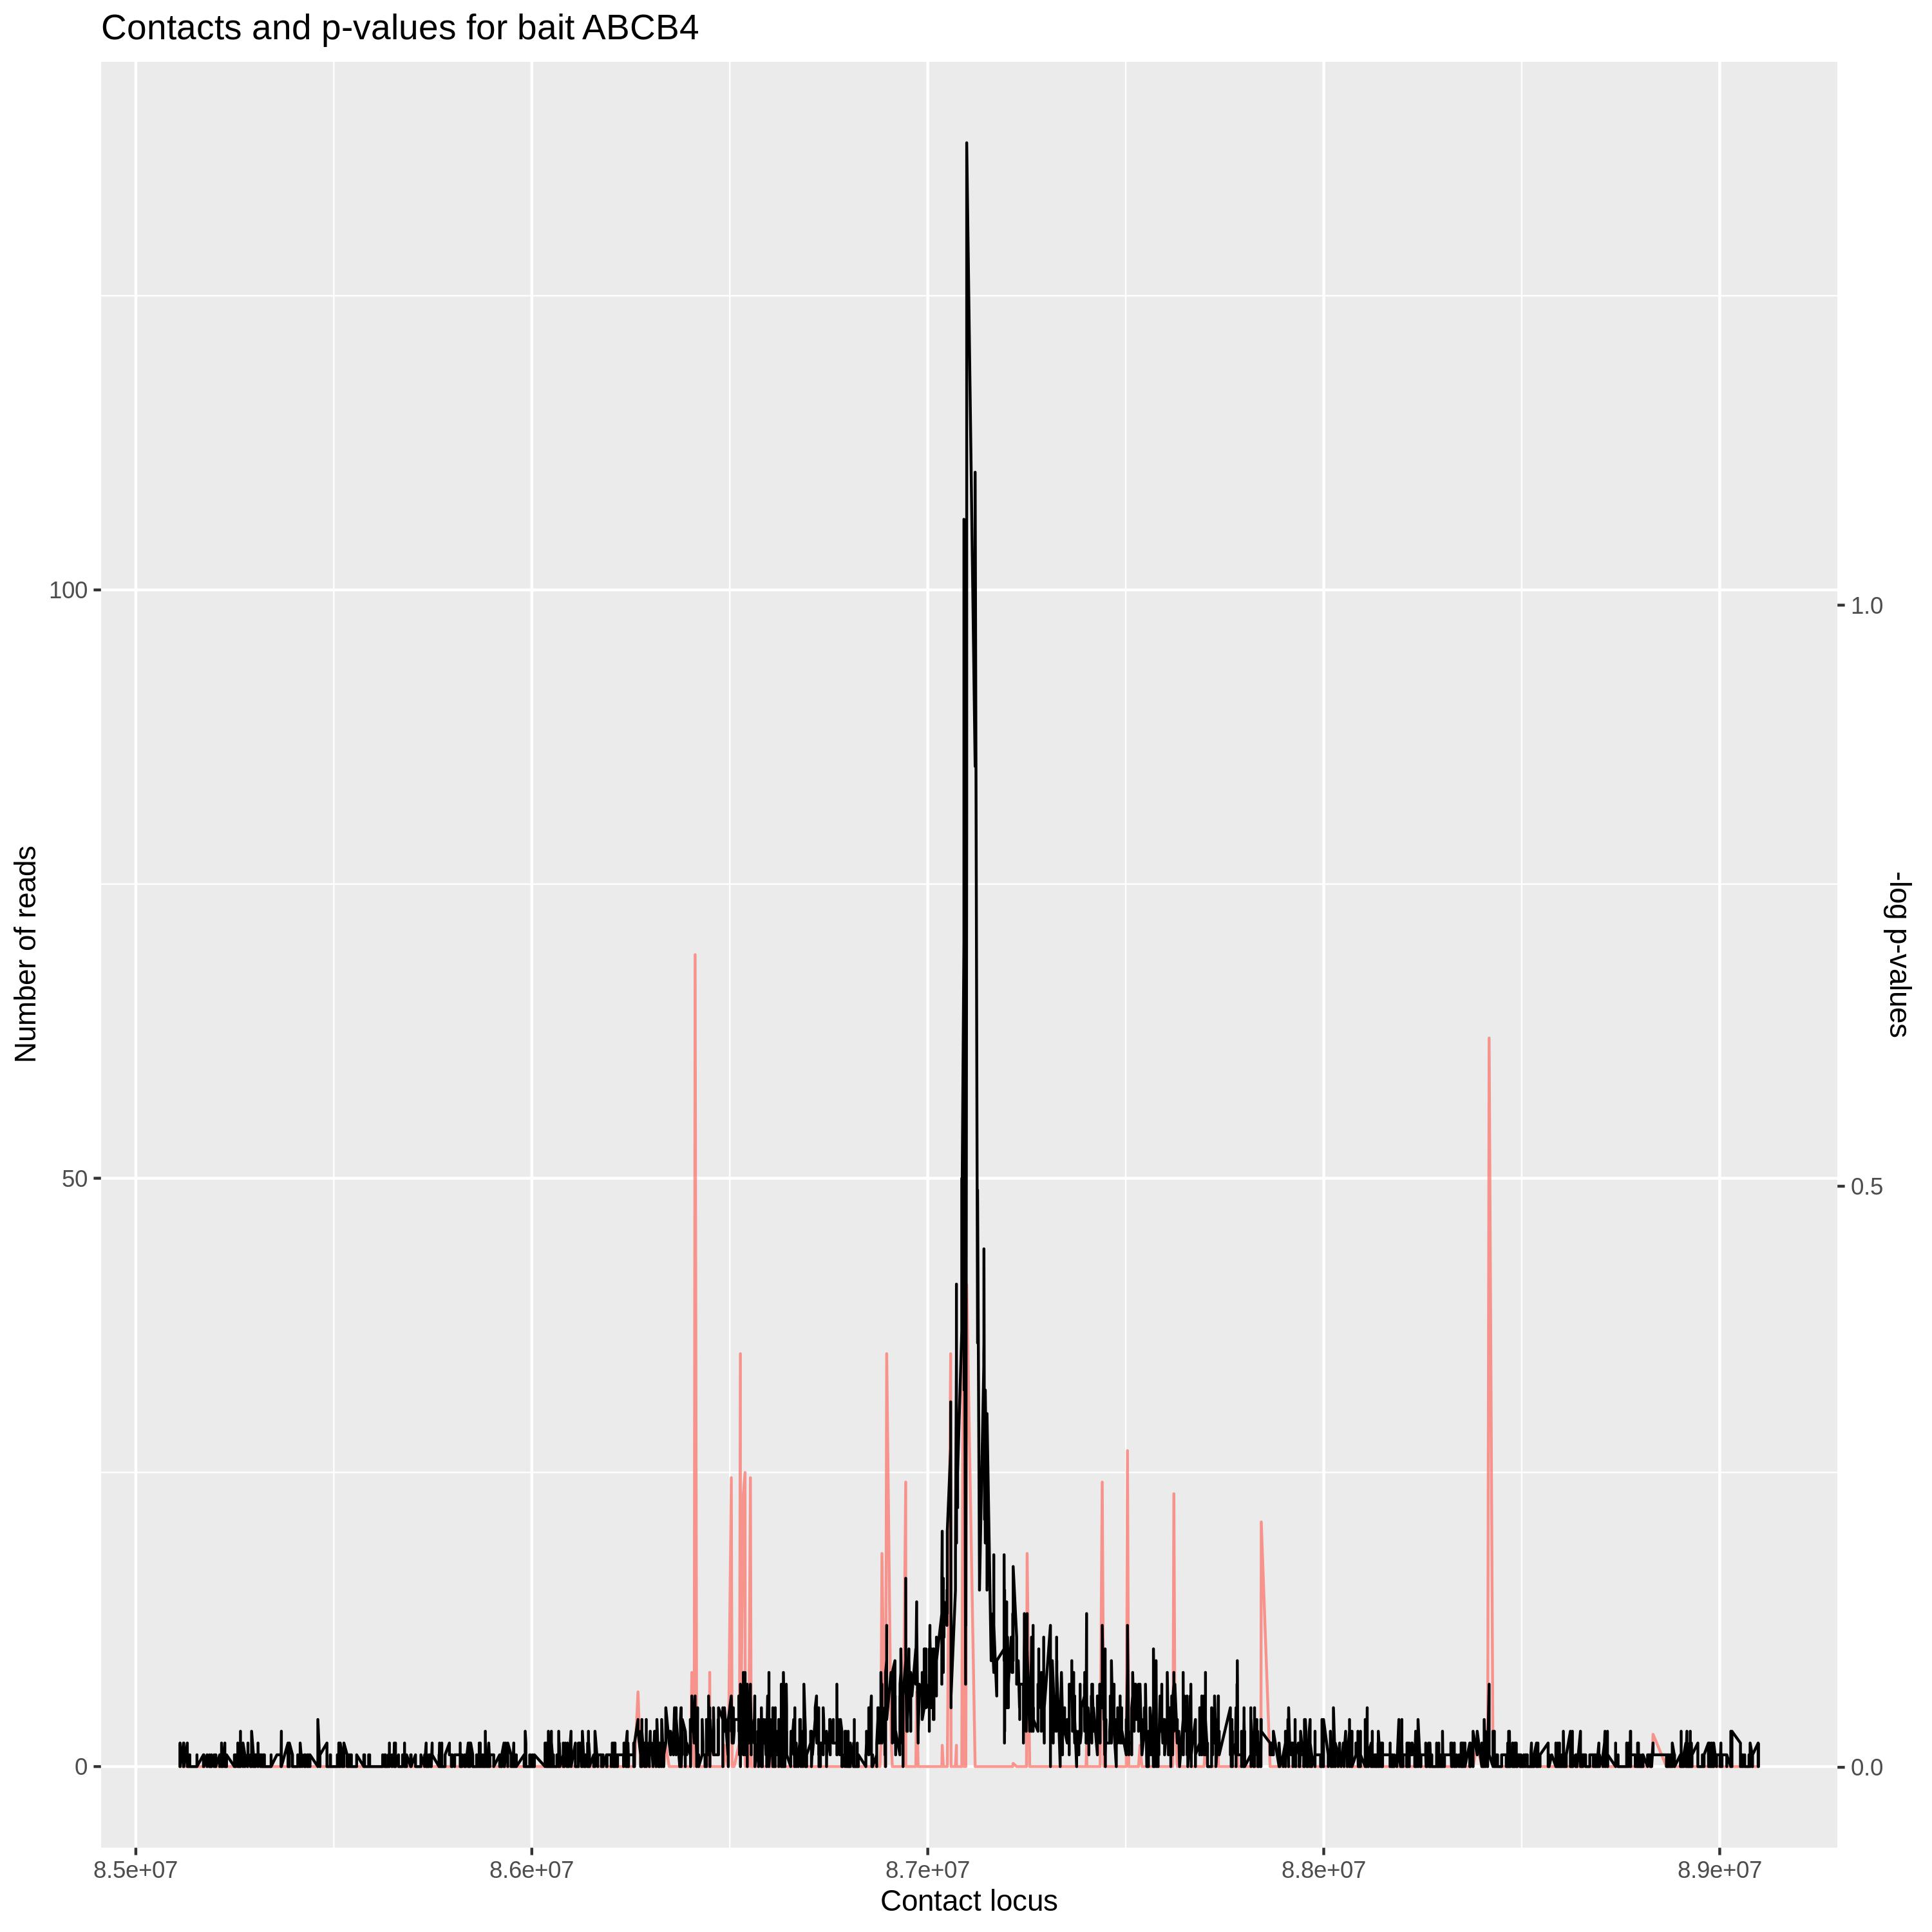 Contacts and p-values for bait ABCB4
Number of reads
100
50
0
1.0
0.5
0.0
-log p-values
8.5e+07 8.6e+07 8.7e+07 8.8e+07 8.9e+07
Contact locus